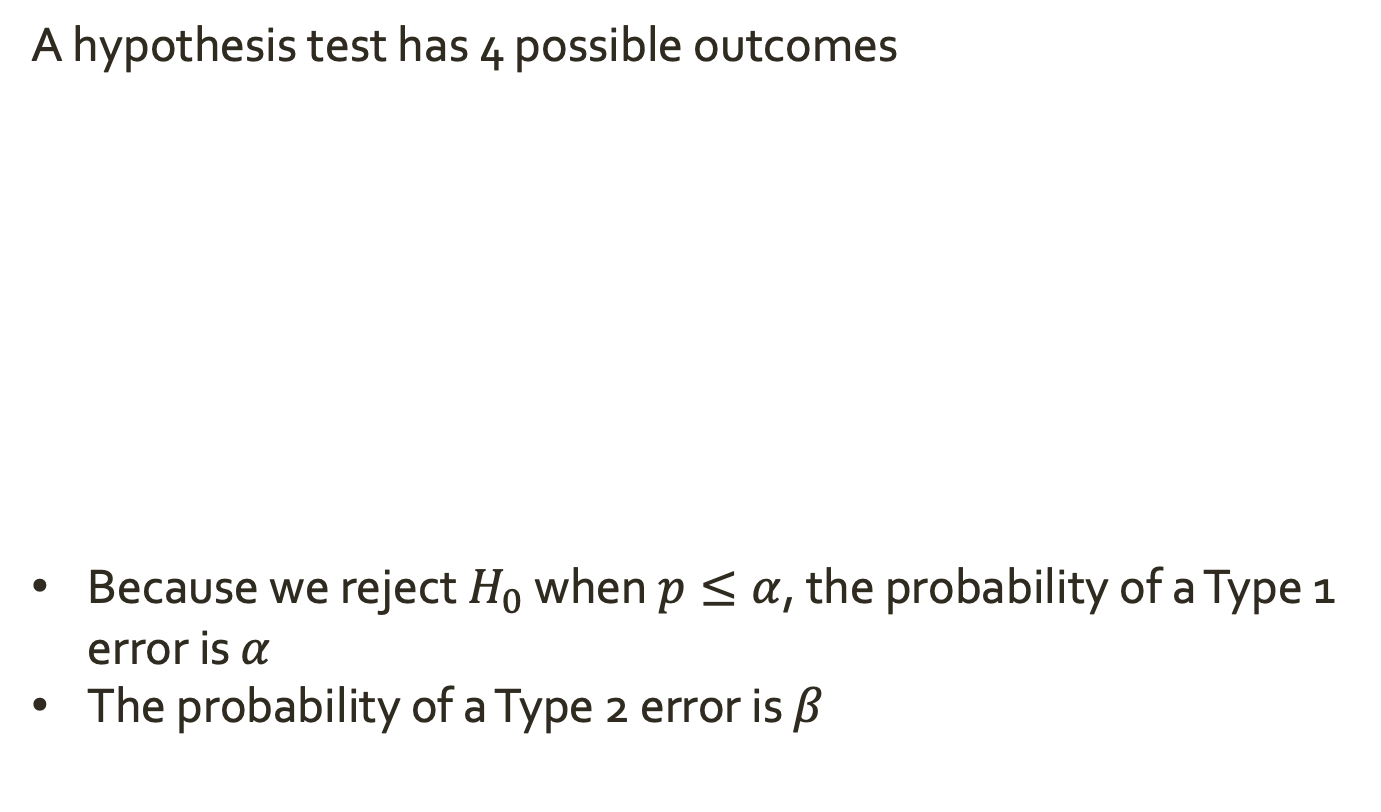 A hypothesis test has 4 possible outcomes
• Because we reject H₀ when p ≤ α, the probability of a Type 1
error is α
• The probability of a Type 2 error is β